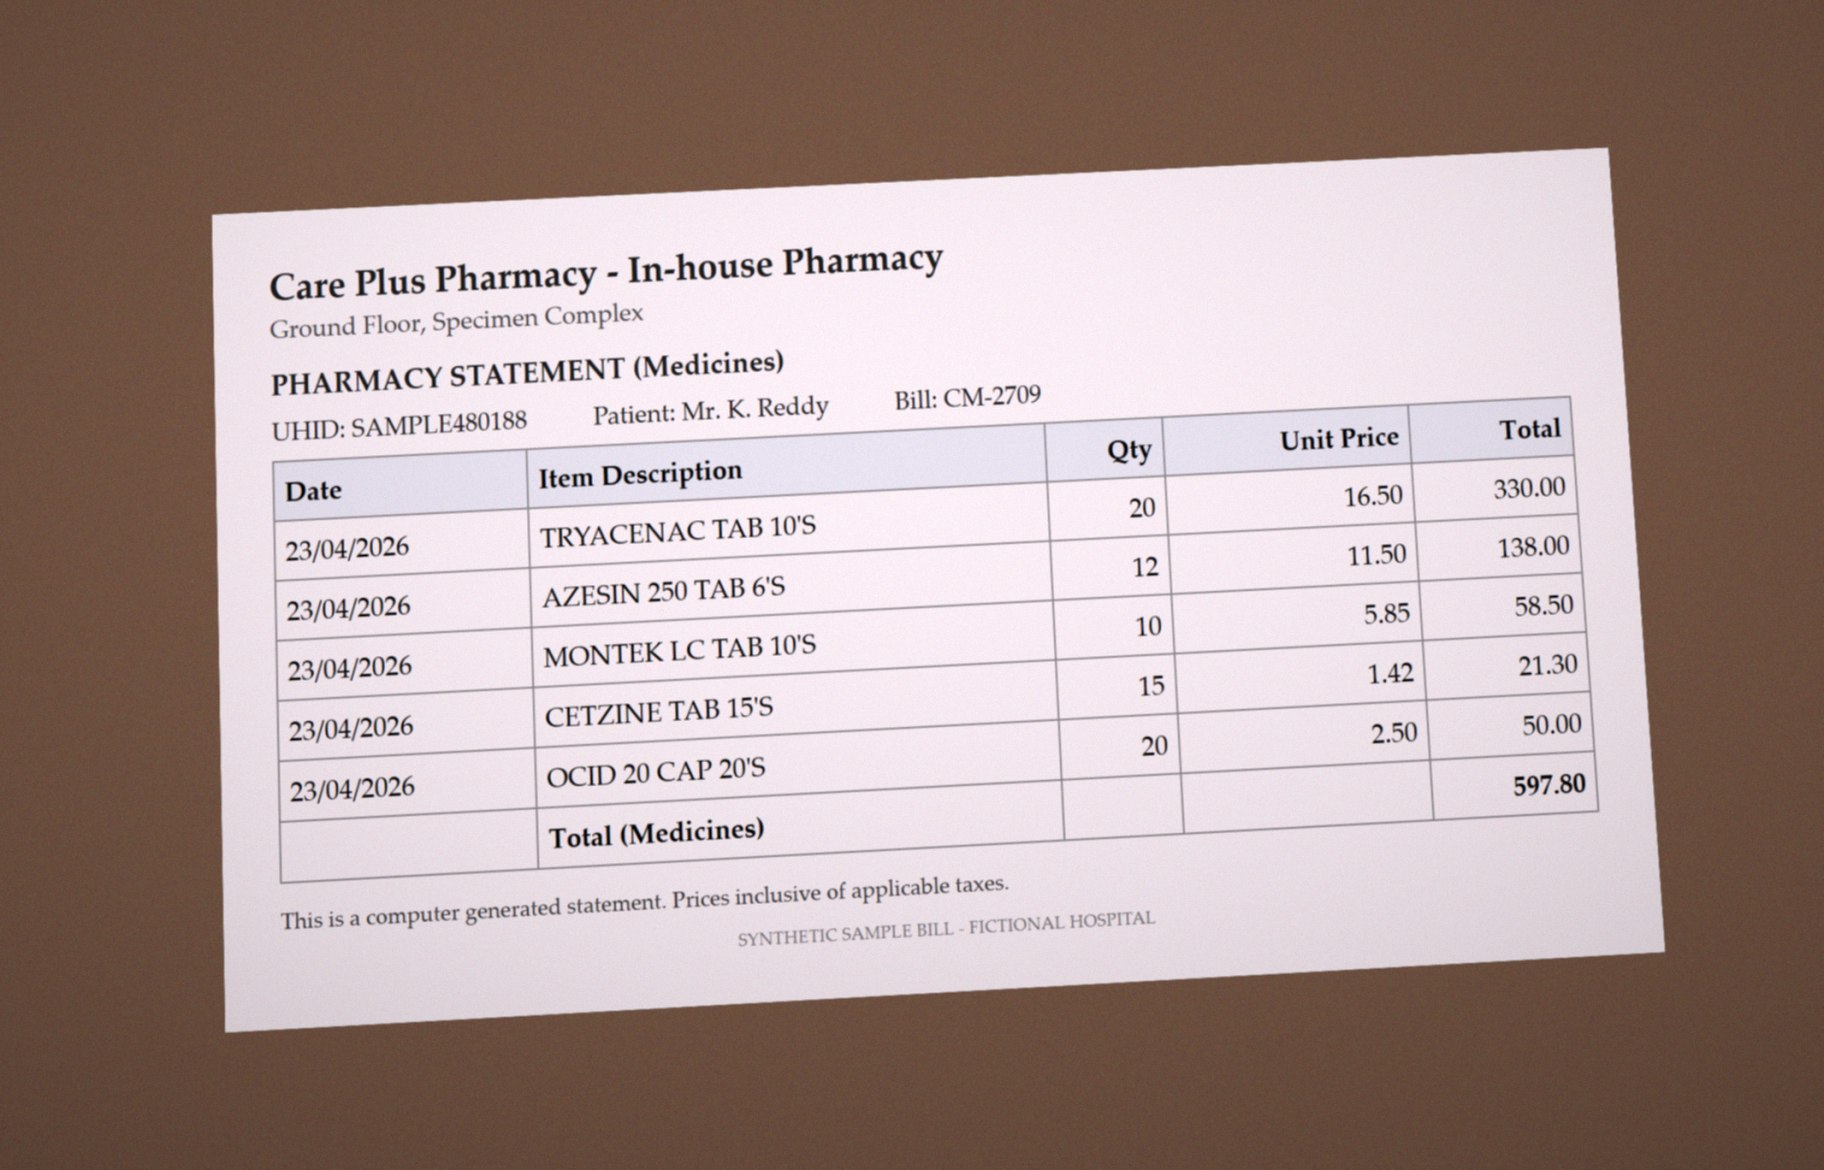 Care Plus Pharmacy - In-house Pharmacy
Ground Floor, Specimen Complex
PHARMACY STATEMENT (Medicines)
UHID: SAMPLE480188 Patient: Mr. K. Reddy Bill: CM-2709
Date Item Description Qty Unit Price Total
23/04/2026 TRYACENAC TAB 10'S 20 16.50 330.00
23/04/2026 AZESIN 250 TAB 6'S 12 11.50 138.00
23/04/2026 MONTEK LC TAB 10'S 10 5.85 58.50
23/04/2026 CETZINE TAB 15'S 15 1.42 21.30
23/04/2026 OCID 20 CAP 20'S 20 2.50 50.00
Total (Medicines) 597.80
This is a computer generated statement. Prices inclusive of applicable taxes.
SYNTHETIC SAMPLE BILL - FICTIONAL HOSPITAL